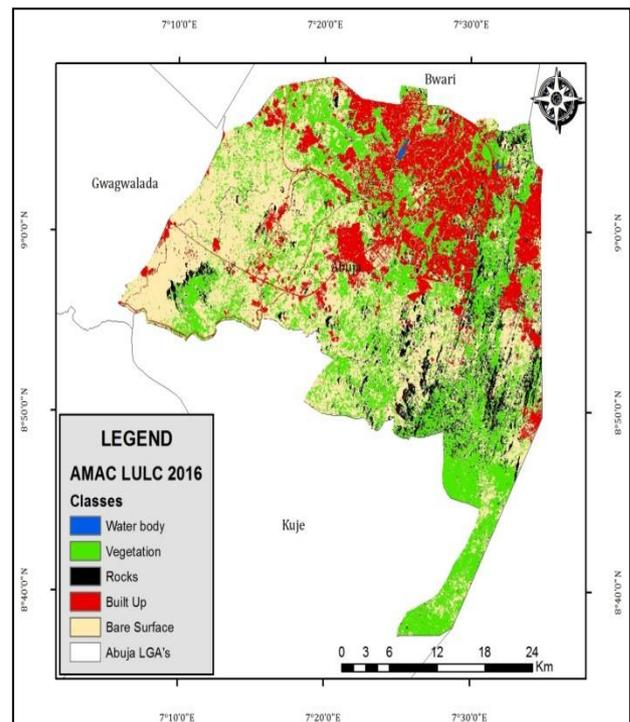 7°10'0"E 7°20'0"E 7°30'0"E
Bwari
Gwagwalada
9°0'0"N 9°0'0"N
Abuja
8°50'0"N 8°50'0"N
LEGEND
AMAC LULC 2016
Classes
Water body
Vegetation
Rocks
Built Up
Bare Surface
Abuja LGA's
Kuje
8°40'0"N 8°40'0"N
0 3 6 12 18 24
Km
7°10'0"E 7°20'0"E 7°30'0"E